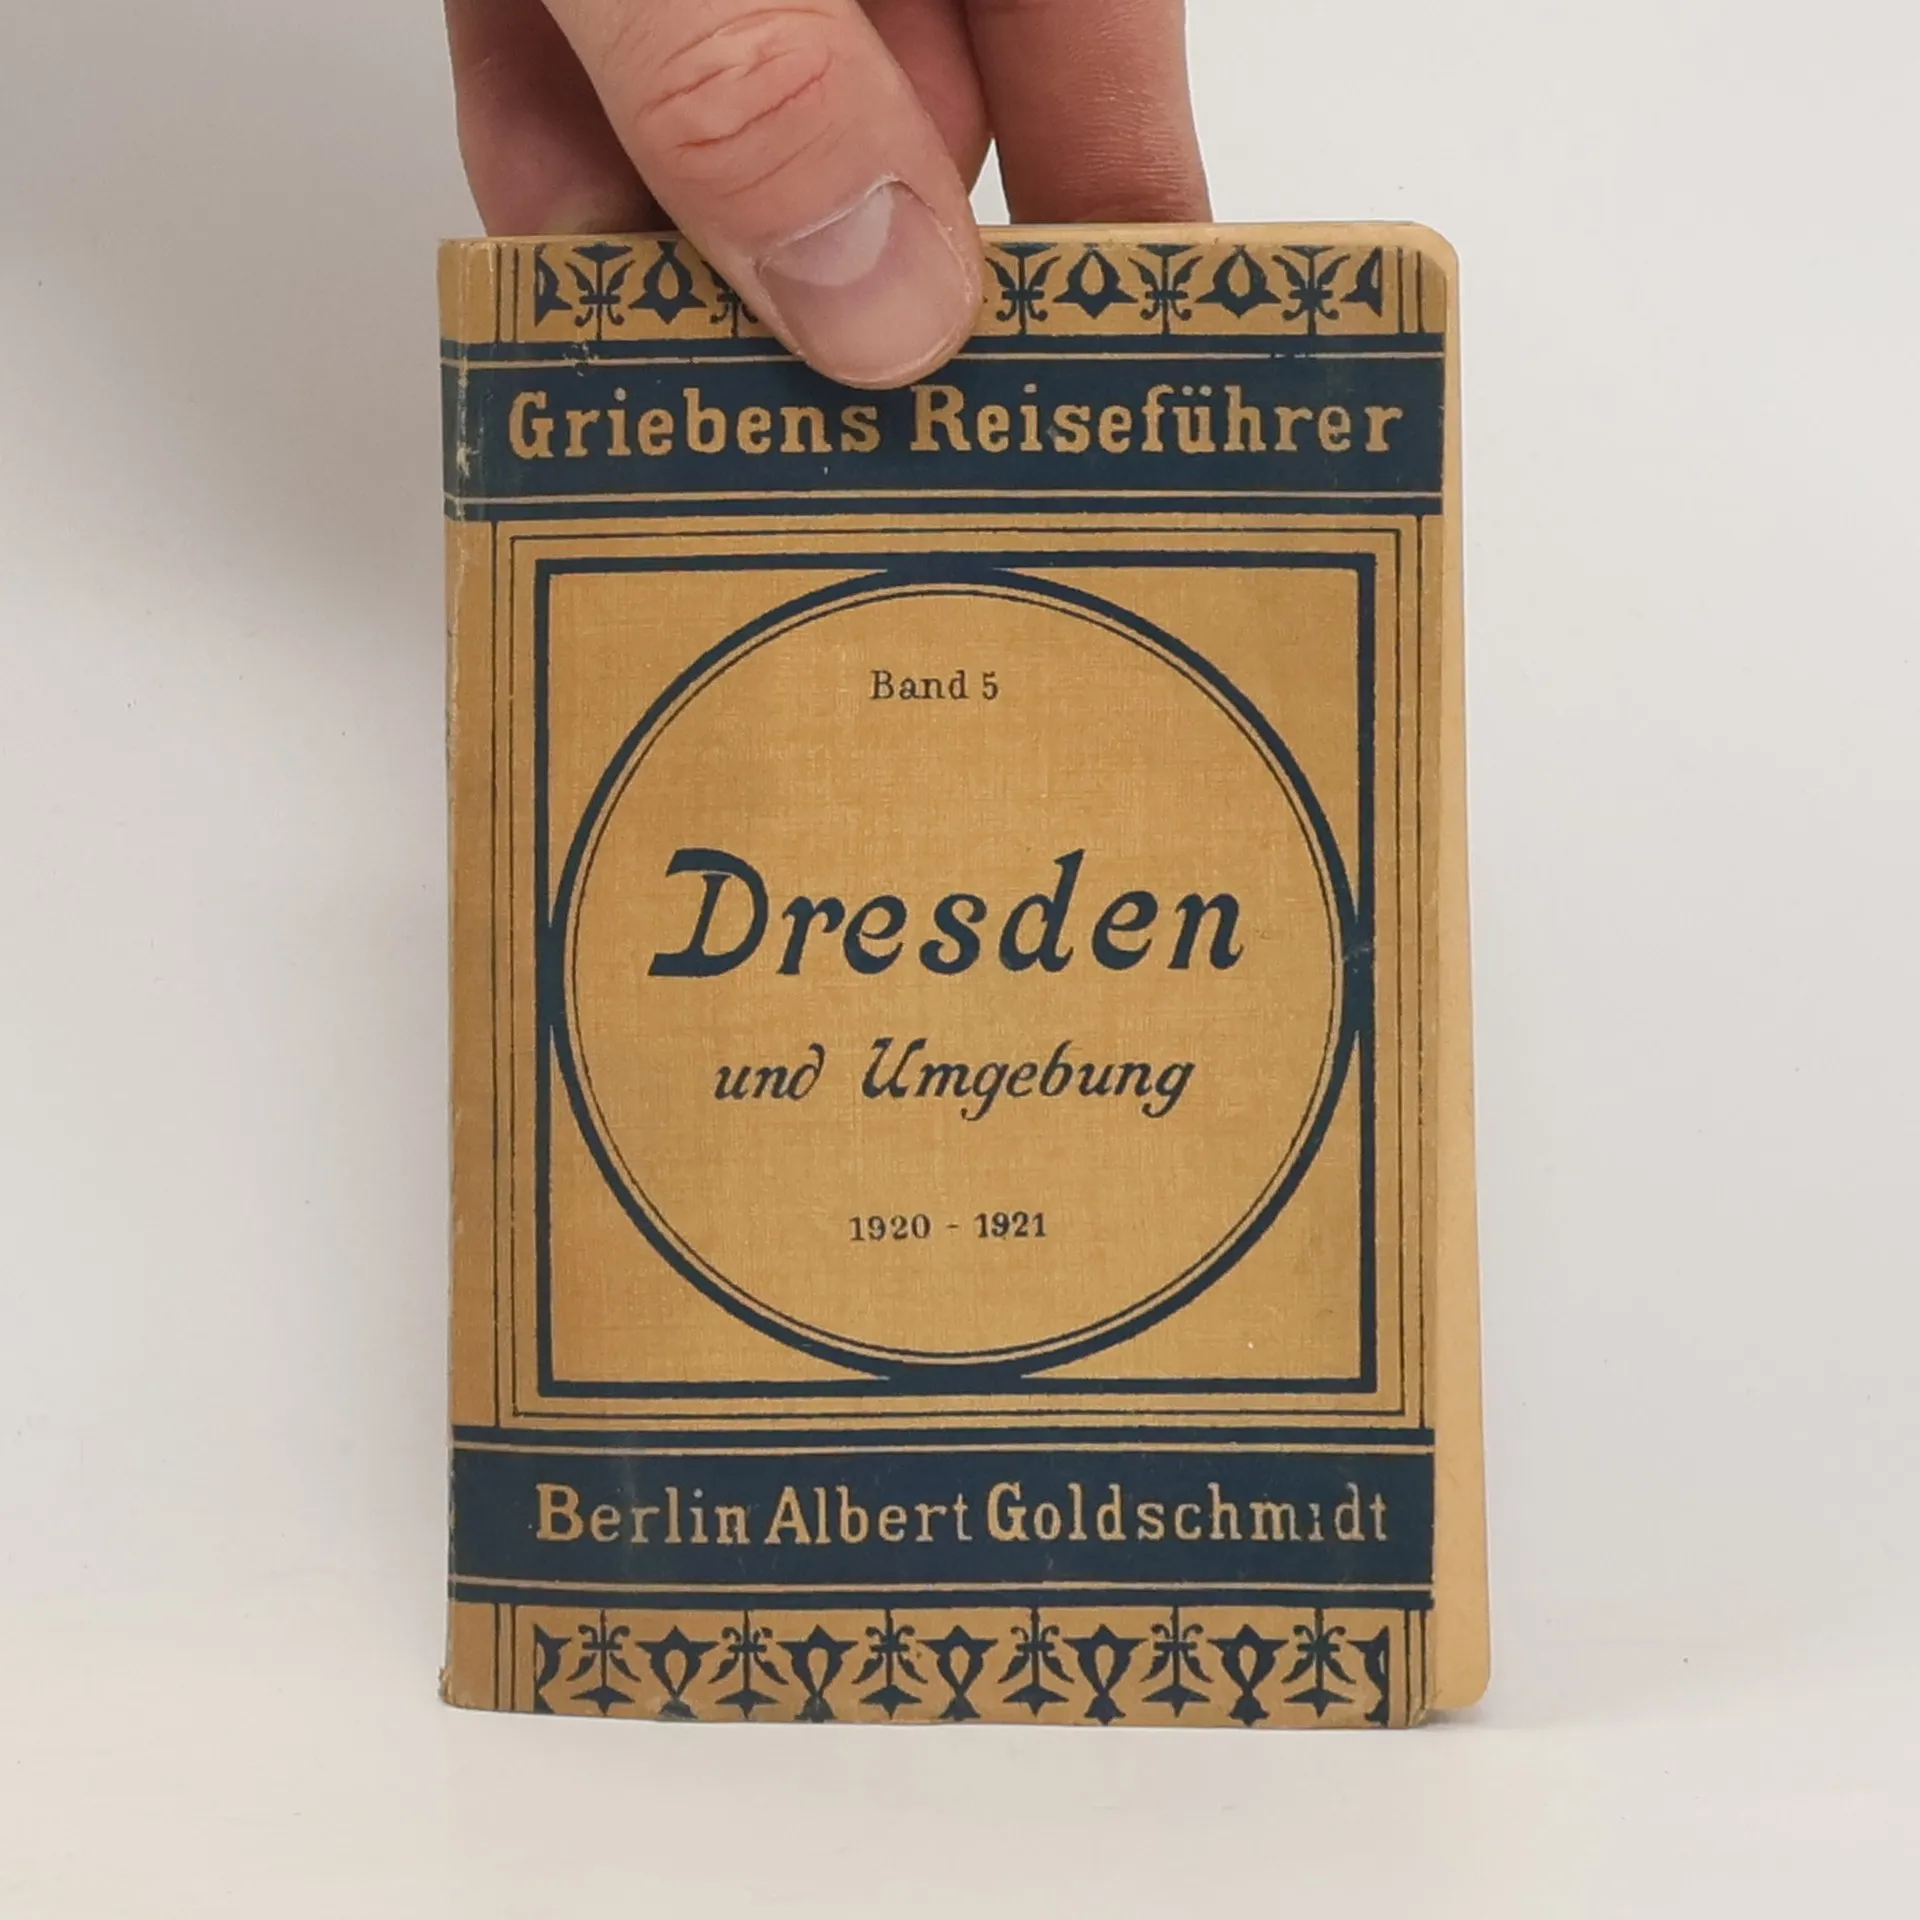 Griebens Reiseführer
Band 5
Dresden
und Umgebung
1920 - 1921
Berlin Albert Goldschmidt